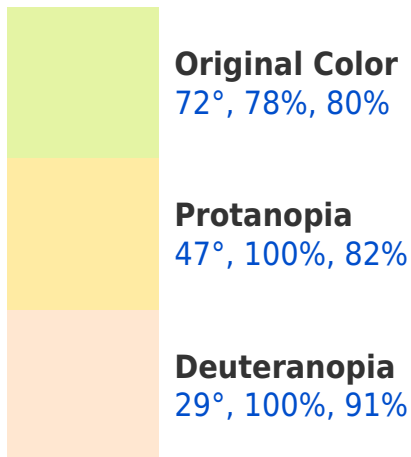 Original Color
72°, 78%, 80%
Protanopia
47°, 100%, 82%
Deuteranopia
29°, 100%, 91%